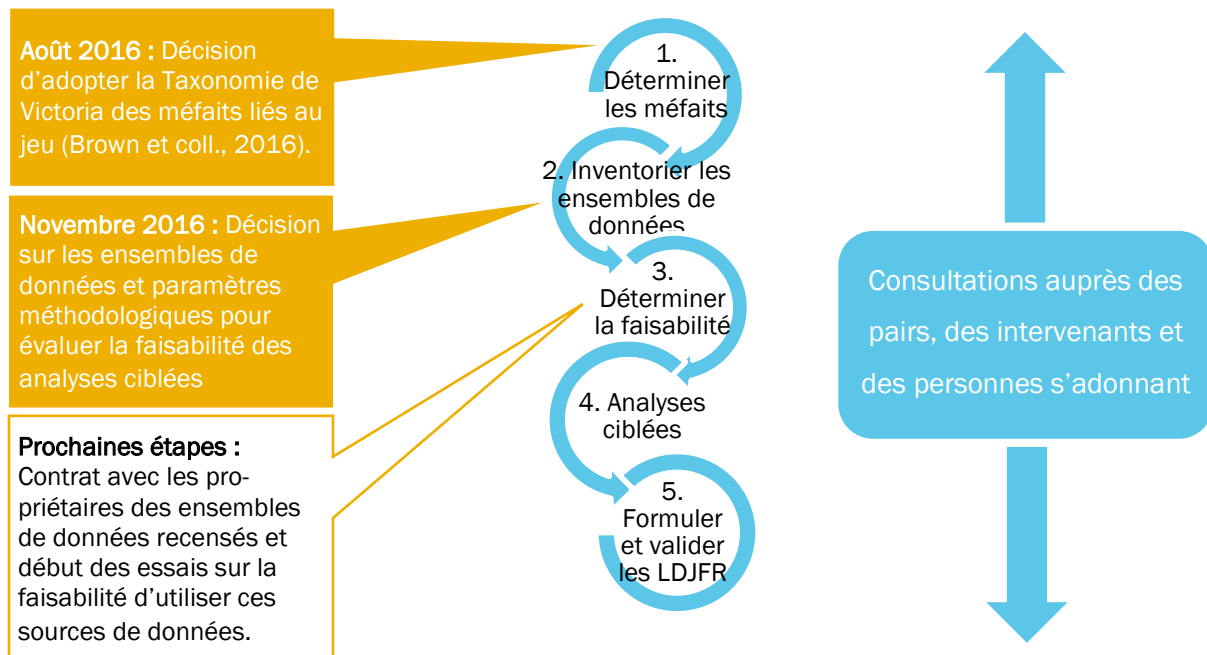 Août 2016 : Décision
d’adopter la Taxonomie de
Victoria des méfaits liés au
jeu (Brown et coll., 2016).
Novembre 2016 : Décision
sur les ensembles de
données et paramètres
méthodologiques pour
évaluer la faisabilité des
analyses ciblées
Prochaines étapes :
Contrat avec les pro-
priétaires des ensembles
de données recensés et
début des essais sur la
faisabilité d’utiliser ces
sources de données.
1.
Déterminer
les méfaits
2. Inventorier les
ensembles de
données
3.
Déterminer
la faisabilité
4. Analyses
ciblées
5.
Formuler
et valider
les LDJFR
Consultations auprès des
pairs, des intervenants et
des personnes s’adonnant